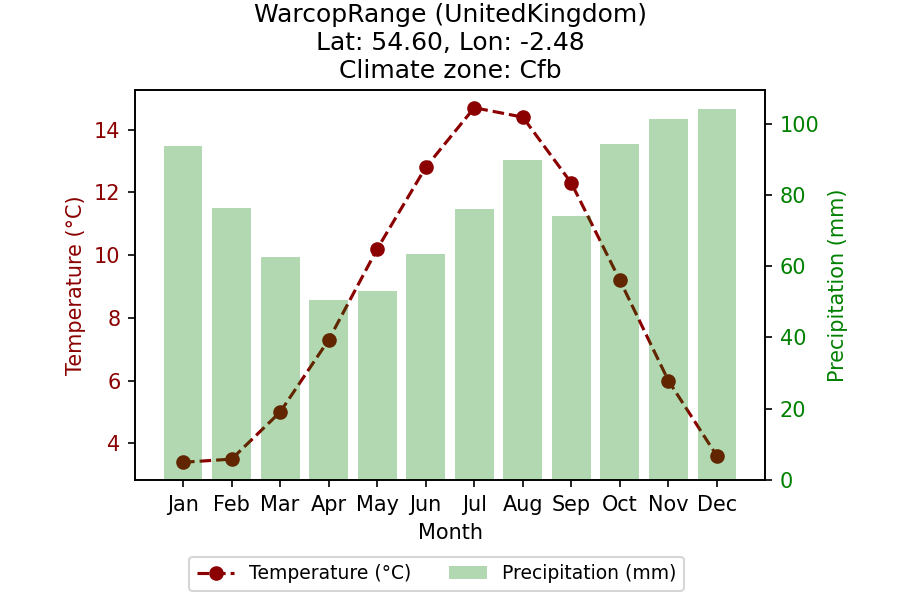 WarcopRange (UnitedKingdom)
Lat: 54.60, Lon: -2.48
Climate zone: Cfb
Temperature (°C)
14
12
10
8
6
4
100
80
60
40
20
0
Precipitation (mm)
Jan Feb Mar Apr May Jun Jul Aug Sep Oct Nov Dec
Month
Temperature (°C) Precipitation (mm)